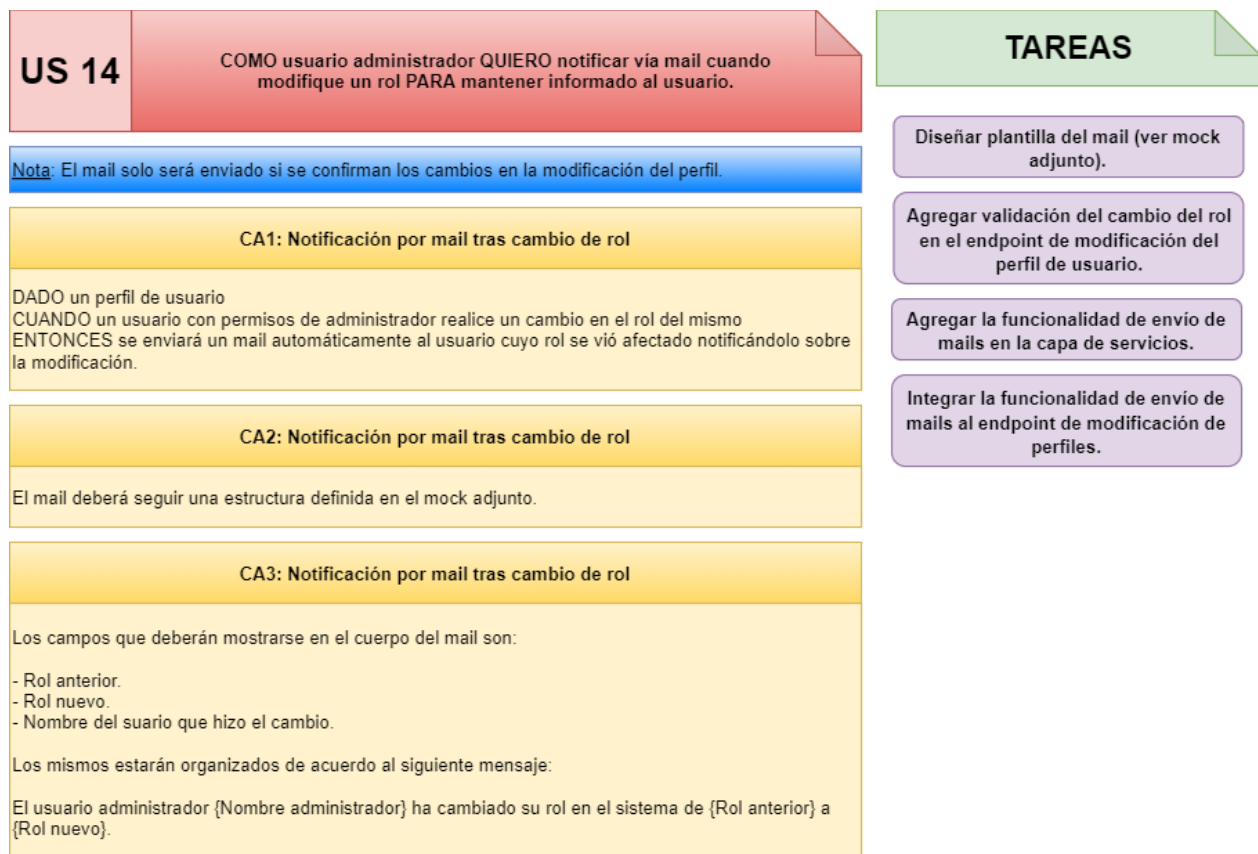 US 14
COMO usuario administrador QUIERO notificar vía mail cuando
modifique un rol PARA mantener informado al usuario.
Nota: El mail solo será enviado si se confirman los cambios en la modificación del perfil.
CA1: Notificación por mail tras cambio de rol
DADO un perfil de usuario
CUANDO un usuario con permisos de administrador realice un cambio en el rol del mismo
ENTONCES se enviará un mail automáticamente al usuario cuyo rol se vió afectado notificándolo sobre
la modificación.
CA2: Notificación por mail tras cambio de rol
El mail deberá seguir una estructura definida en el mock adjunto.
CA3: Notificación por mail tras cambio de rol
Los campos que deberán mostrarse en el cuerpo del mail son:
- Rol anterior.
- Rol nuevo.
- Nombre del suario que hizo el cambio.
Los mismos estarán organizados de acuerdo al siguiente mensaje:
El usuario administrador {Nombre administrador} ha cambiado su rol en el sistema de {Rol anterior} a
{Rol nuevo}.
TAREAS
Diseñar plantilla del mail (ver mock
adjunto).
Agregar validación del cambio del rol
en el endpoint de modificación del
perfil de usuario.
Agregar la funcionalidad de envío de
mails en la capa de servicios.
Integrar la funcionalidad de envío de
mails al endpoint de modificación de
perfiles.